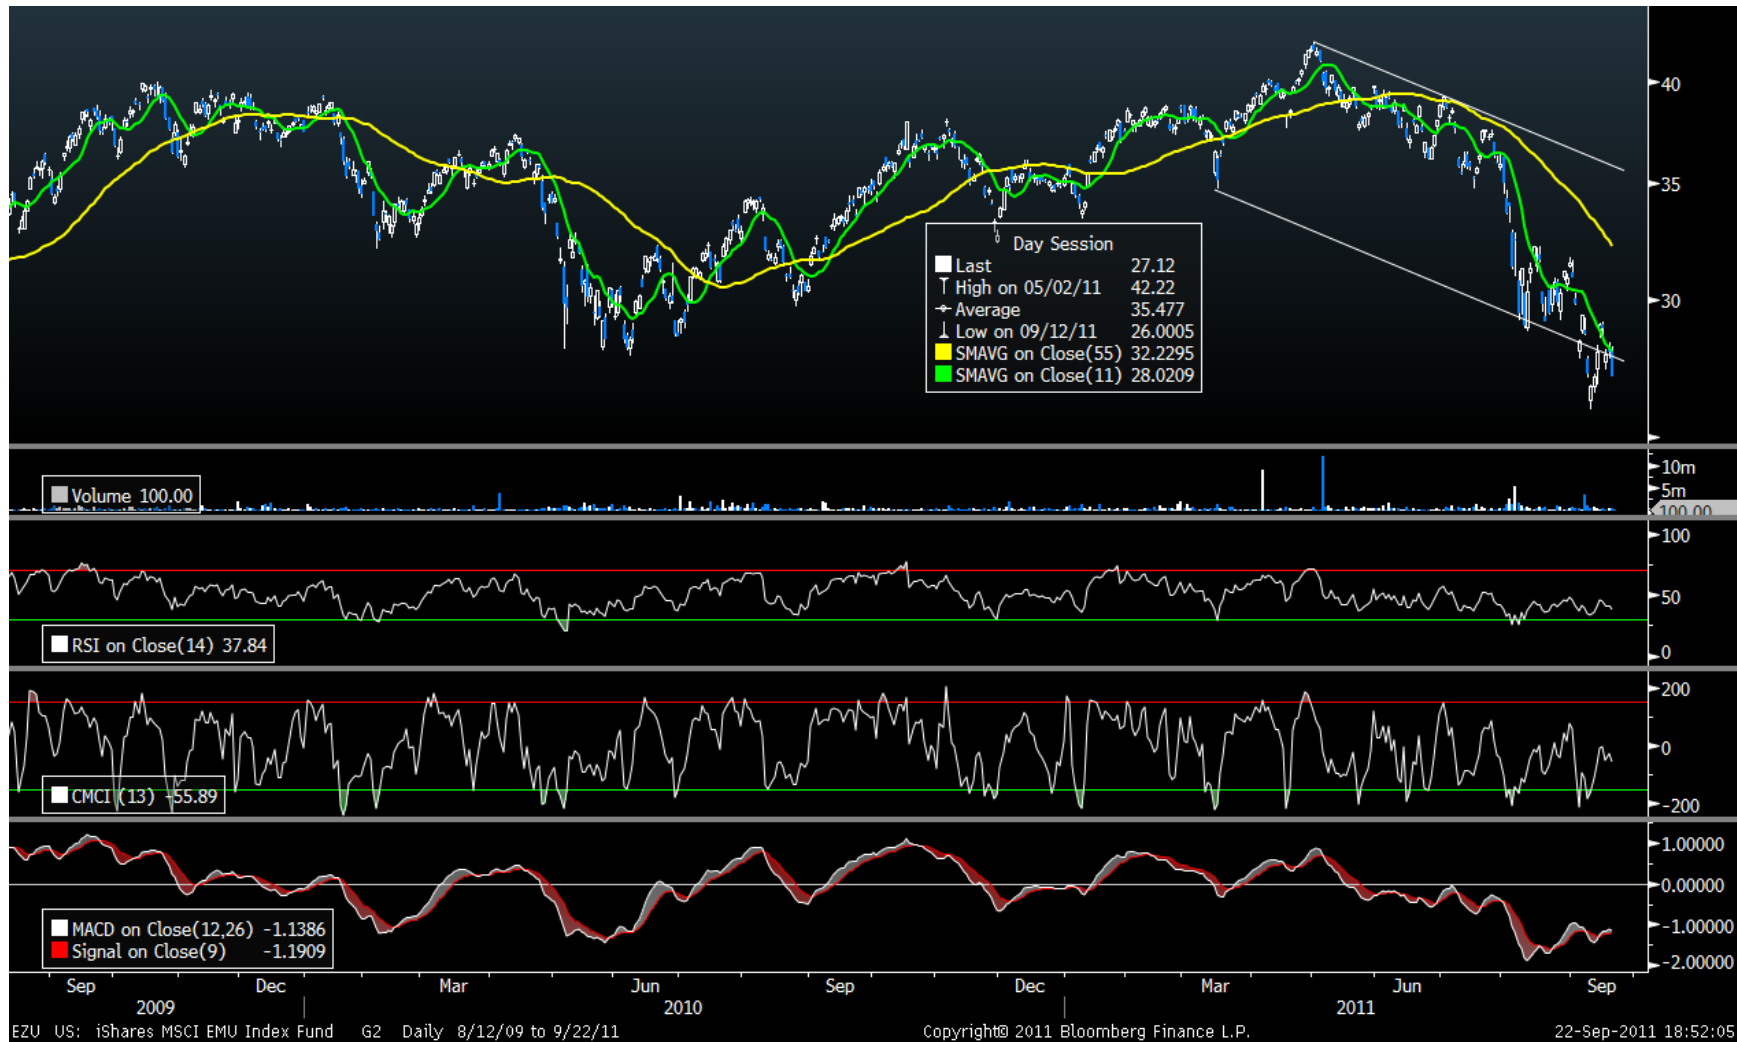 40
35
30
Day Session
Last 27.12
High on 05/02/11 42.22
Average 35.477
Low on 09/12/11 26.0005
SMAVG on Close(55) 32.2295
SMAVG on Close(11) 28.0209
10m
5m
100.00
Volume 100.00
100
50
0
RSI on Close(14) 37.84
200
0
-200
CMCI (13) -55.89
1.00000
0.00000
-1.00000
-2.00000
MACD on Close(12,26) -1.1386
Signal on Close(9) -1.1909
Sep Dec Mar Jun Sep Dec Mar Jun Sep
2009 2010 2011
EZU US: iShares MSCI EMU Index Fund G2 Daily 8/12/09 to 9/22/11 Copyright© 2011 Bloomberg Finance L.P. 22-Sep-2011 18:52:05